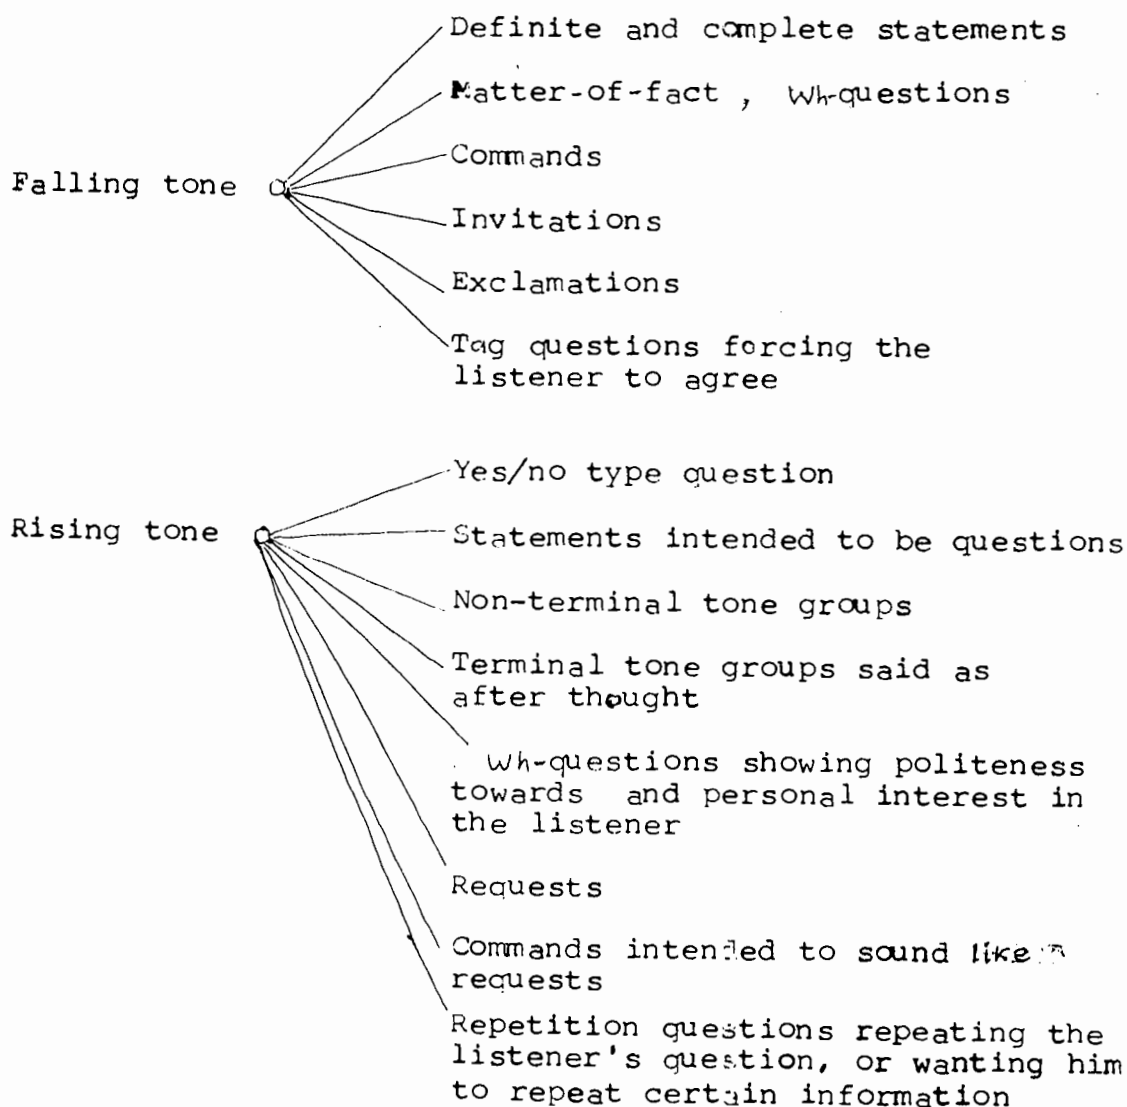 Definite and complete statements
Matter-of-fact , Wh-questions
Commands
Falling tone
Invitations
Exclamations
Tag questions forcing the
listener to agree
Yes/no type question
Rising tone
Statements intended to be questions
Non-terminal tone groups
Terminal tone groups said as
after thought
Wh-questions showing politeness
towards and personal interest in
the listener
Requests
Commands intended to sound like
requests
Repetition questions repeating the
listener's question, or wanting him
to repeat certain information